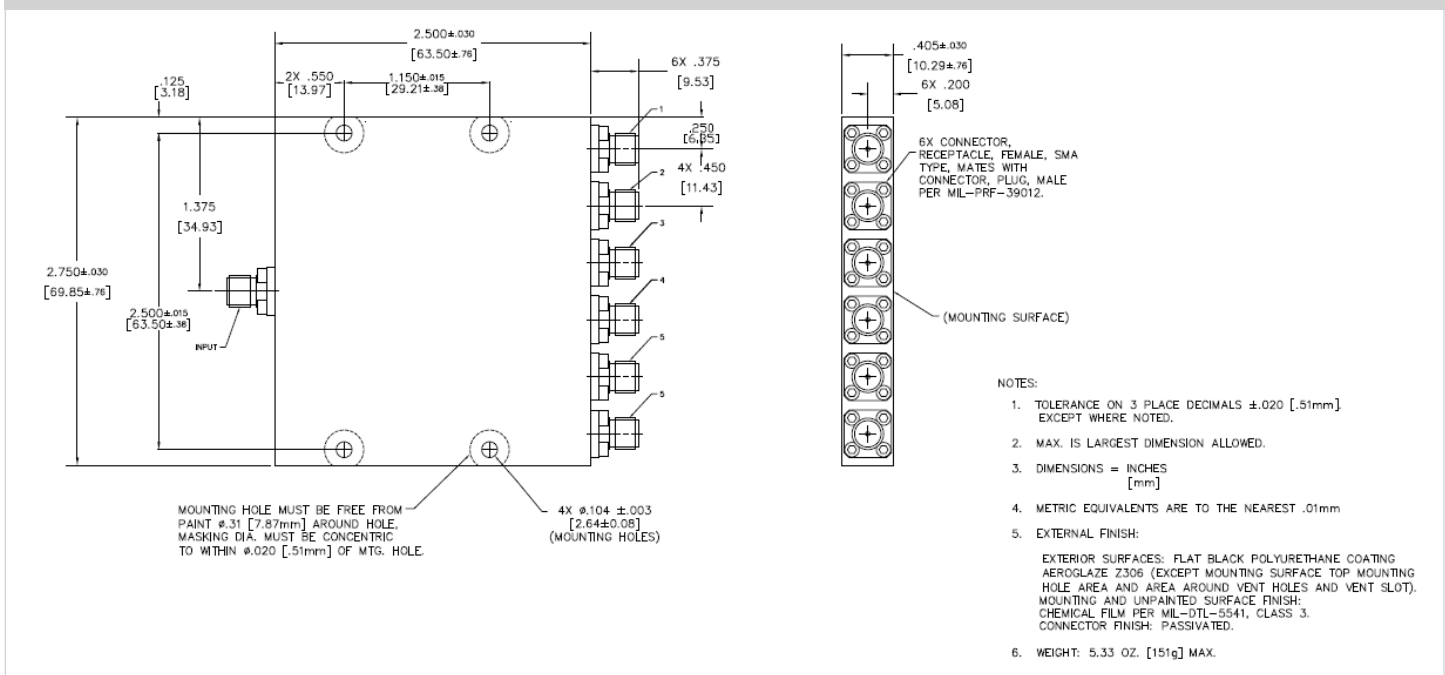 2.500±.030
[63.50±.76]
.125
[3.18]
2X .550
[13.97]
1.150±.015
[29.21±.38]
6X .375
[9.53]
1
.250
[6.35]
4X .450
[11.43]
2
1.375
[34.93]
3
2.750±.030
[69.85±.76]
4
2.500±.015
[63.50±.38]
INPUT
5
5
MOUNTING HOLE MUST BE FREE FROM
PAINT ø.31 [7.87mm] AROUND HOLE,
MASKING DIA. MUST BE CONCENTRIC
TO WITHIN ø.020 [.51mm] OF MTG. HOLE.
4X ø.104 ±.003
[2.64±0.08]
(MOUNTING HOLES)
.405±.030
[10.29±.76]
6X .200
[5.08]
6X CONNECTOR,
RECEPTACLE, FEMALE, SMA
TYPE, MATES WITH
CONNECTOR, PLUG, MALE
PER MIL-PRF-39012.
(MOUNTING SURFACE)
NOTES:
1. TOLERANCE ON 3 PLACE DECIMALS ±.020 [.51mm].
EXCEPT WHERE NOTED.
2. MAX. IS LARGEST DIMENSION ALLOWED.
3. DIMENSIONS = INCHES
[mm]
4. METRIC EQUIVALENTS ARE TO THE NEAREST .01mm
5. EXTERNAL FINISH:
EXTERIOR SURFACES: FLAT BLACK POLYURETHANE COATING
AEROGLAZE Z306 (EXCEPT MOUNTING SURFACE TOP MOUNTING
HOLE AREA AND AREA AROUND VENT HOLES AND VENT SLOT).
MOUNTING AND UNPAINTED SURFACE FINISH:
CHEMICAL FILM PER MIL-DTL-5541, CLASS 3.
CONNECTOR FINISH: PASSIVATED.
6. WEIGHT: 5.33 OZ. [151g] MAX.